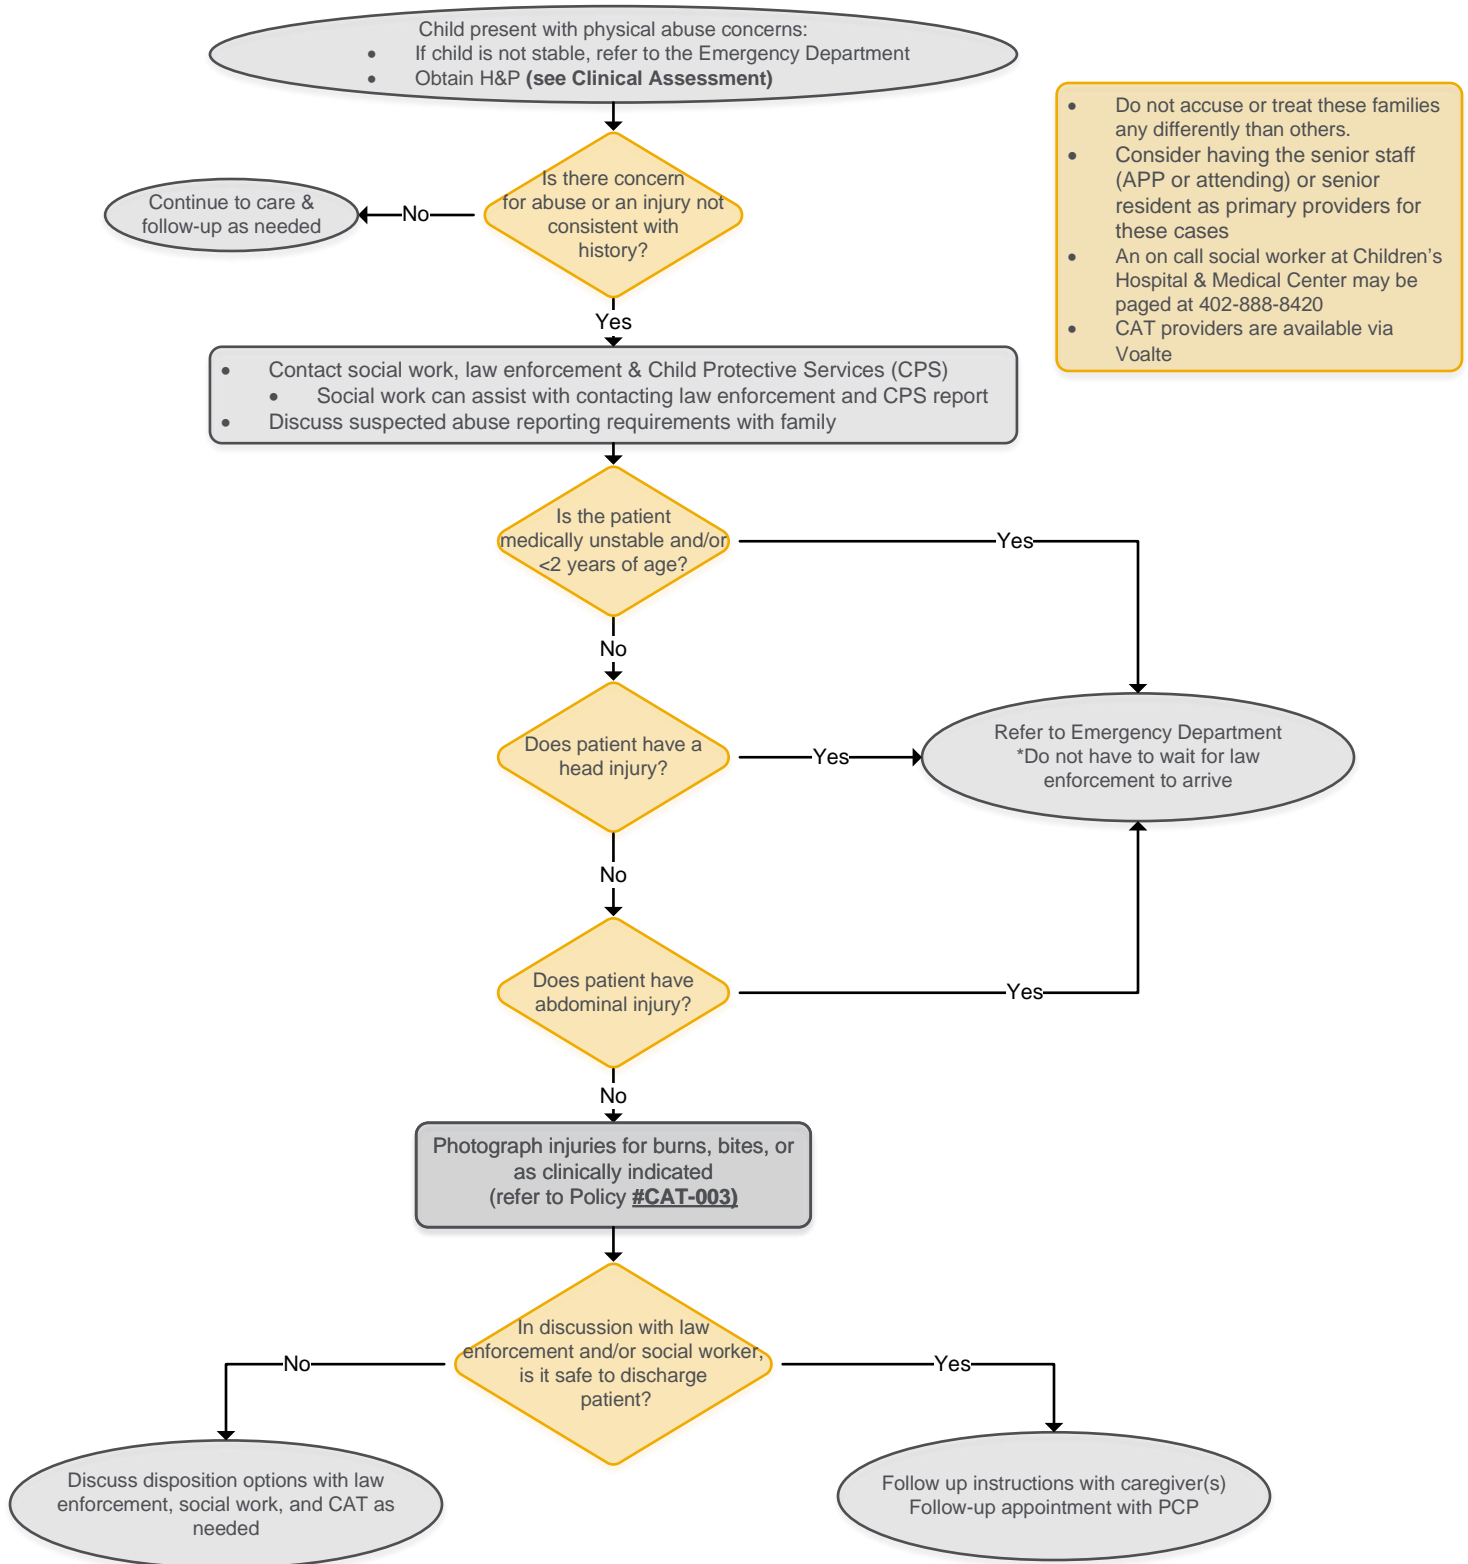 Child present with physical abuse concerns:
• If child is not stable, refer to the Emergency Department
• Obtain H&P (see Clinical Assessment)
• Do not accuse or treat these families
any differently than others.
• Consider having the senior staff
(APP or attending) or senior
resident as primary providers for
these cases
• An on call social worker at Children's
Hospital & Medical Center may be
paged at 402-888-8420
• CAT providers are available via
Voalte
Is there concern
for abuse or an injury not
consistent with
history?
No
Continue to care &
follow-up as needed
Yes
• Contact social work, law enforcement & Child Protective Services (CPS)
• Social work can assist with contacting law enforcement and CPS report
• Discuss suspected abuse reporting requirements with family
Is the patient
medically unstable and/or
<2 years of age?
Yes
No
Does patient have a
head injury?
Yes
Refer to Emergency Department
*Do not have to wait for law
enforcement to arrive
No
Does patient have
abdominal injury?
Yes
No
Photograph injuries for burns, bites, or
as clinically indicated
(refer to Policy #CAT-003)
In discussion with law
enforcement and/or social worker,
is it safe to discharge
patient?
No
Yes
Discuss disposition options with law
enforcement, social work, and CAT as
needed
Follow up instructions with caregiver(s)
Follow-up appointment with PCP